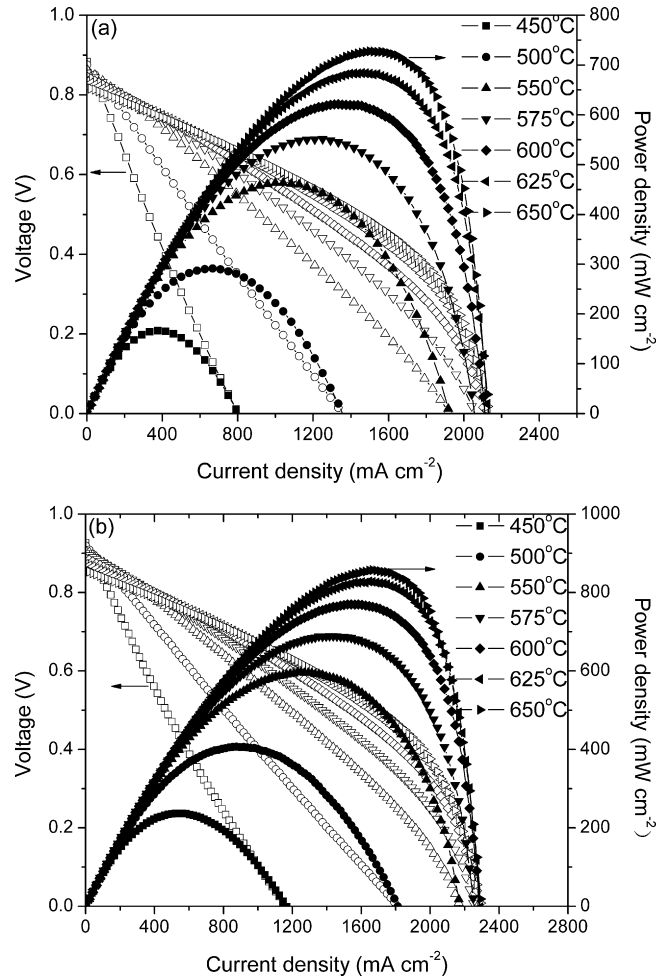 (a)
1.0
0.8
0.6
0.4
0.2
0.0
Voltage (V)
800
700
600
500
400
300
200
100
0
Power density (mW cm⁻²)
450°C
500°C
550°C
575°C
600°C
625°C
650°C
0 400 800 1200 1600 2000 2400
Current density (mA cm⁻²)
(b)
1.0
0.8
0.6
0.4
0.2
0.0
Voltage (V)
1000
800
600
400
200
0
Power density (mW cm⁻²)
450°C
500°C
550°C
575°C
600°C
625°C
650°C
0 400 800 1200 1600 2000 2400 2800
Current density (mA cm⁻²)